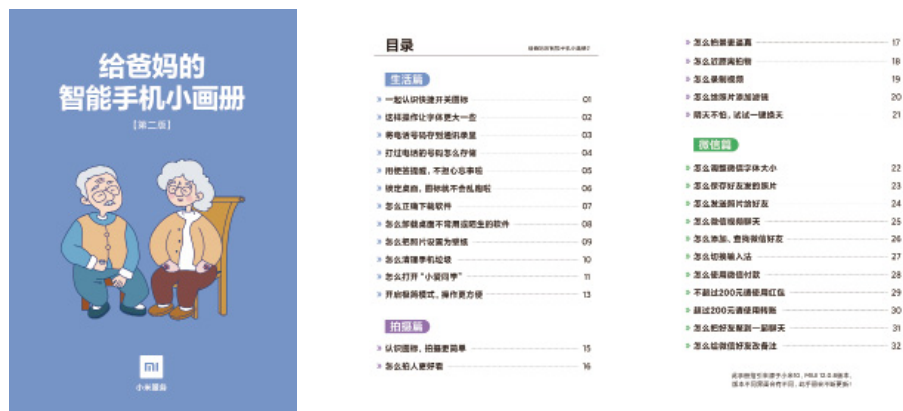 给爸妈的
智能手机小画册
【第二版】
小米服务
目录
生活篇
一起认识快捷开关图标 01
这样操作让字体更大一些 02
将电话号码存到通讯录里 03
打过电话的号码怎么存储 04
用便签提醒，不担心忘事啦 05
锁定桌面，图标就不会乱跑啦 06
怎么正确下载软件 07
怎么卸载桌面不常用或陌生的软件 08
怎么把照片设置为壁纸 09
怎么清理手机垃圾 10
怎么打开“小爱同学” 11
开启极简模式，操作更方便 13
拍摄篇
认识图标，拍摄更简单 15
怎么拍人更好看 16
怎么拍景更逼真 17
怎么近距离拍物 18
怎么录制视频 19
怎么给照片添加滤镜 20
阴天不怕，试试一键换天 21
微信篇
怎么调整微信字体大小 22
怎么保存好友发的照片 23
怎么发送照片给好友 24
怎么微信视频聊天 25
怎么添加、查找微信好友 26
怎么切换输入法 27
怎么使用微信付款 28
不超过200元请使用红包 29
超过200元请使用转账 30
怎么把好友聚到一起聊天 31
怎么给微信好友改备注 32